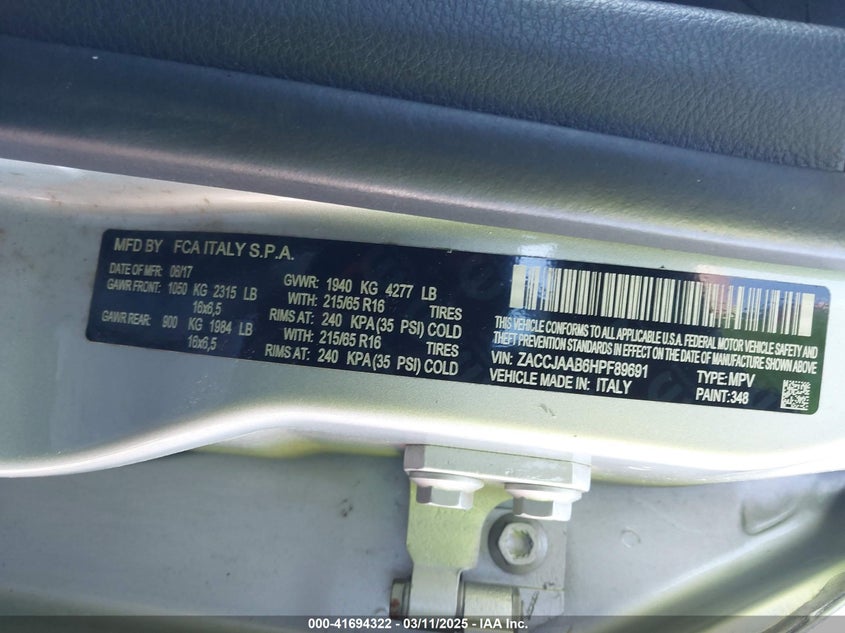 MFD BY FCA ITALY S.P.A.
DATE OF MFR: 06/17
GAWR FRONT: 1050 KG 2315 LB
16x6,5
GAWR REAR: 900 KG 1984 LB
16x6,5
GVWR: 1940 KG 4277 LB
WITH: 215/65 R16 TIRES
RIMS AT: 240 KPA(35 PSI) COLD
WITH: 215/65 R16 TIRES
RIMS AT: 240 KPA(35 PSI) COLD
THIS VEHICLE CONFORMS TO ALL APPLICABLE U.S.A. FEDERAL MOTOR VEHICLE SAFETY AND
THEFT PREVENTION STANDARDS IN EFFECT ON THE DATE OF MANUFACTURE SHOWN ABOVE
VIN: ZACCJAAB6HPF89691 TYPE: MPV
VEHICLE MADE IN: ITALY PAINT: 348
000-41694322 - 03/11/2025 - IAA, Inc.